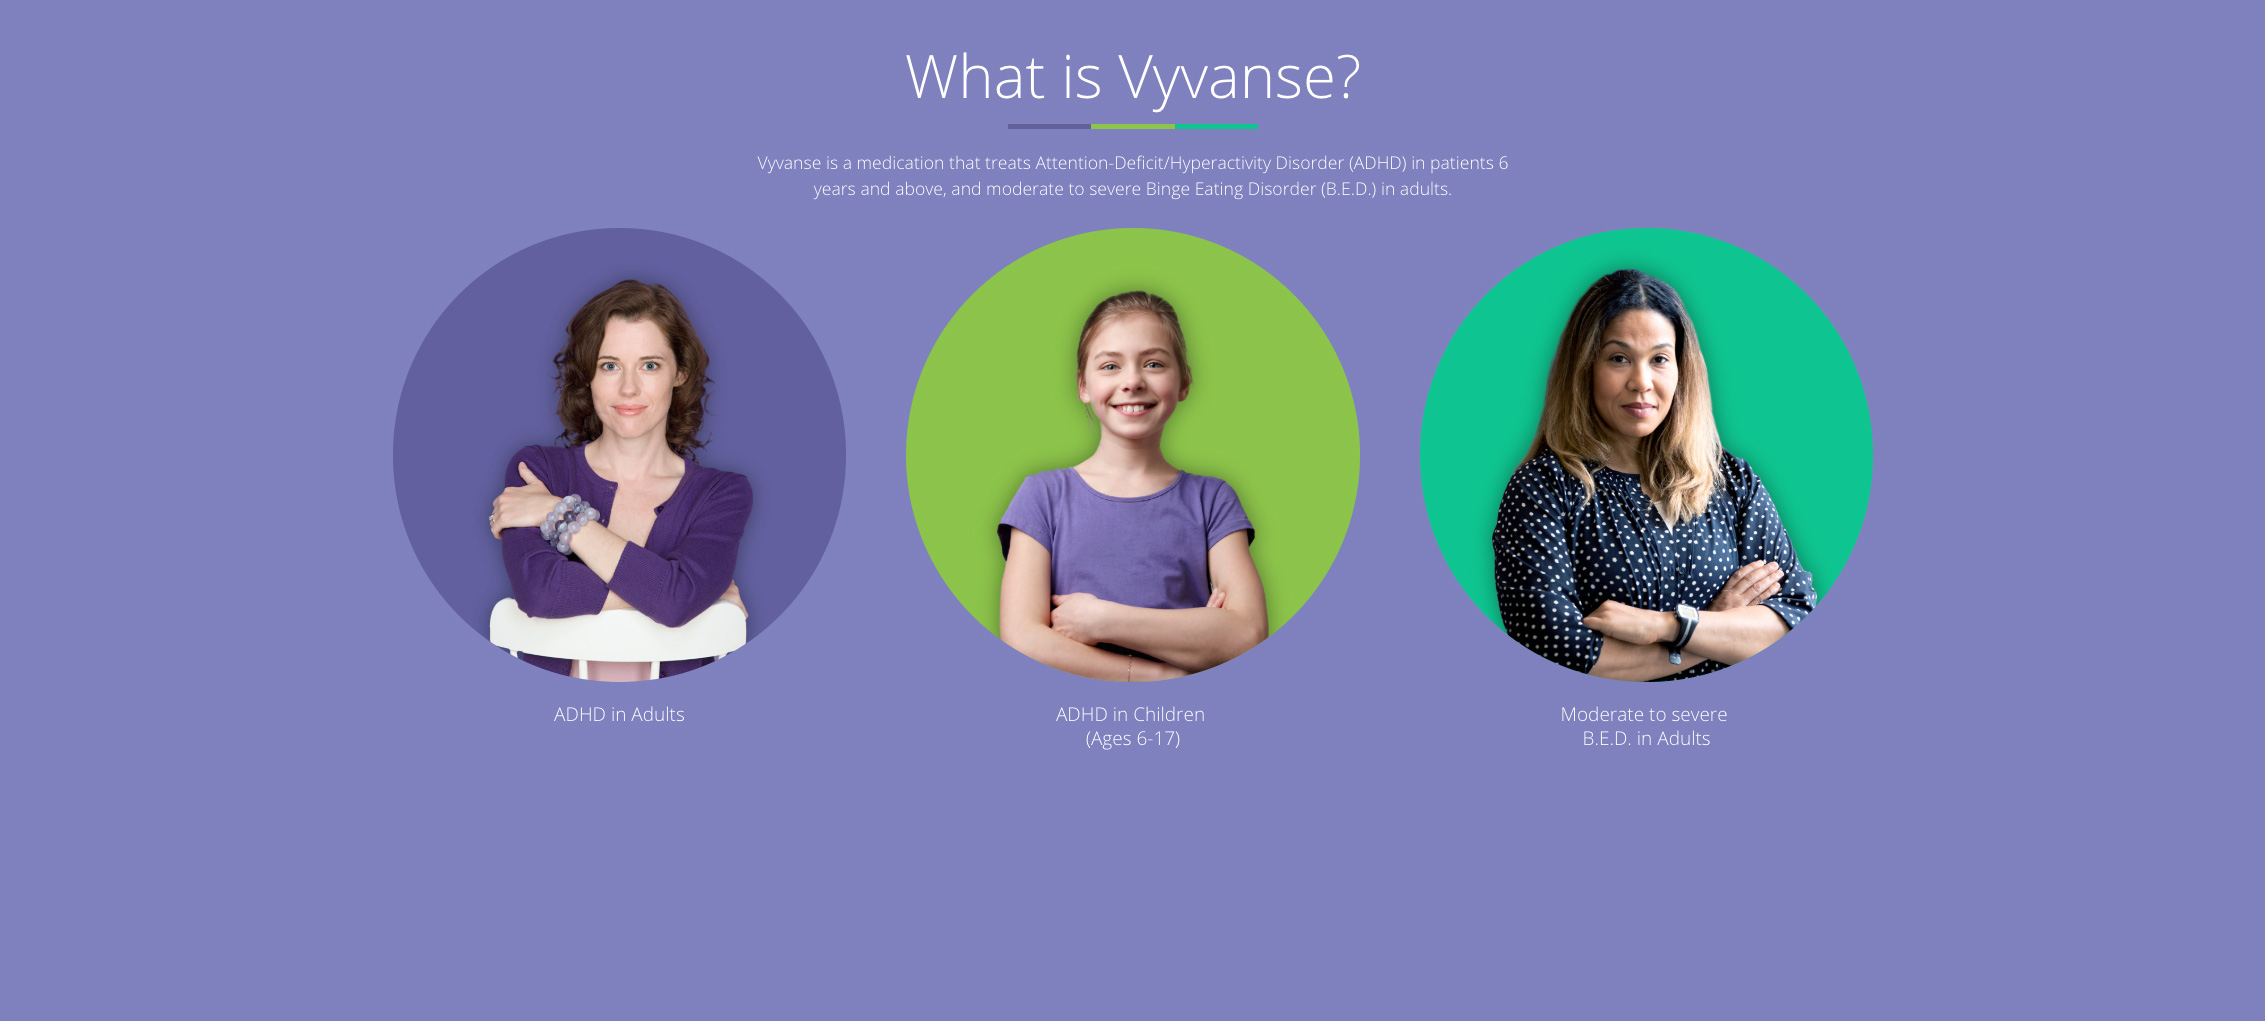 What is Vyvanse?
Vyvanse is a medication that treats Attention-Deficit/Hyperactivity Disorder (ADHD) in patients 6
years and above, and moderate to severe Binge Eating Disorder (B.E.D.) in adults.
ADHD in Adults
ADHD in Children
(Ages 6-17)
Moderate to severe
B.E.D. in Adults